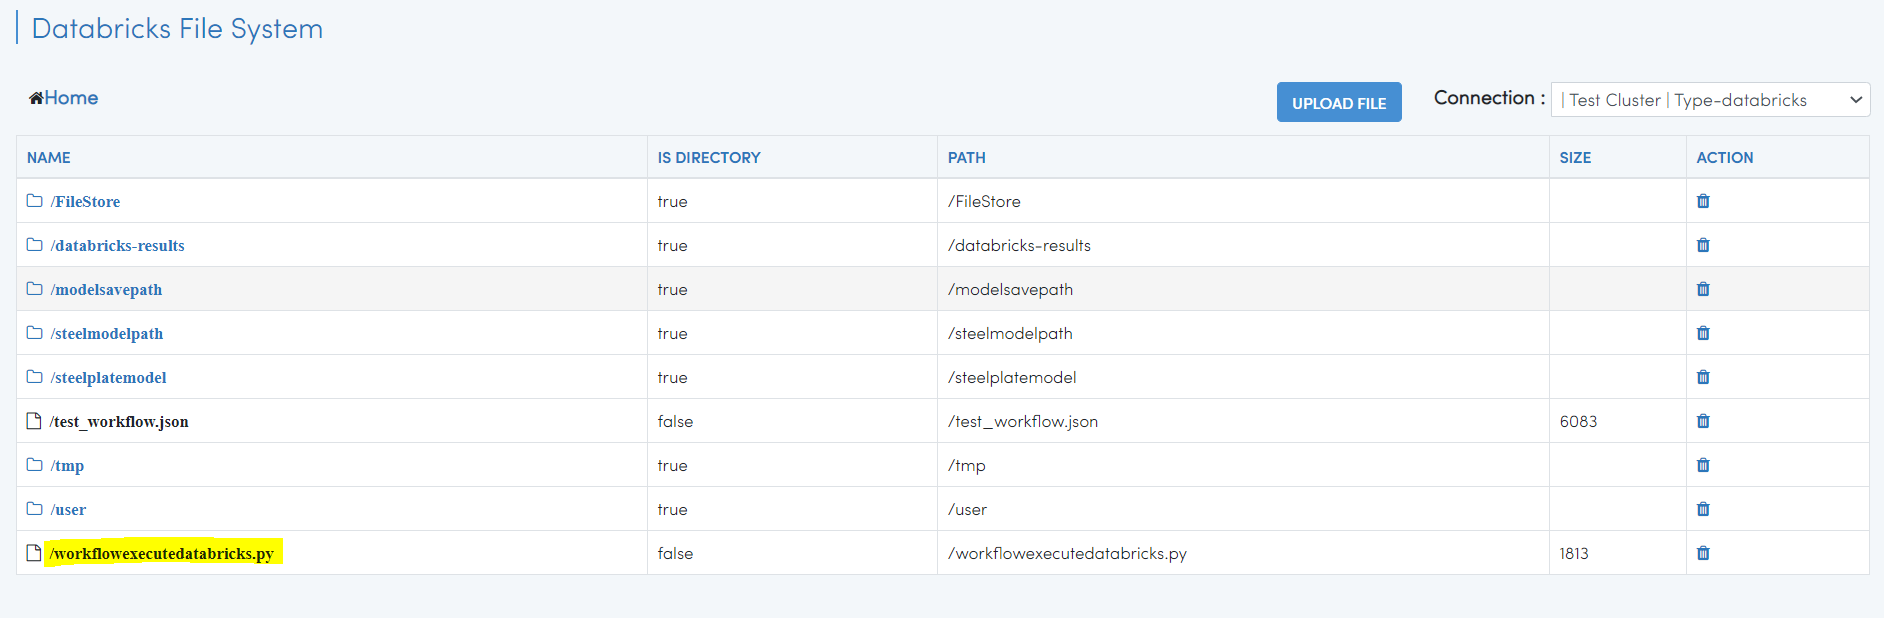 Databricks File System
Home
UPLOAD FILE
Connection : | Test Cluster | Type-databricks
NAME IS DIRECTORY PATH SIZE ACTION
/FileStore true /FileStore
/databricks-results true /databricks-results
/modelsavepath true /modelsavepath
/steelmodelpath true /steelmodelpath
/steelplatemodel true /steelplatemodel
/test_workflow.json false /test_workflow.json 6083
/tmp true /tmp
/user true /user
/workflowexecutedatabricks.py false /workflowexecutedatabricks.py 1813